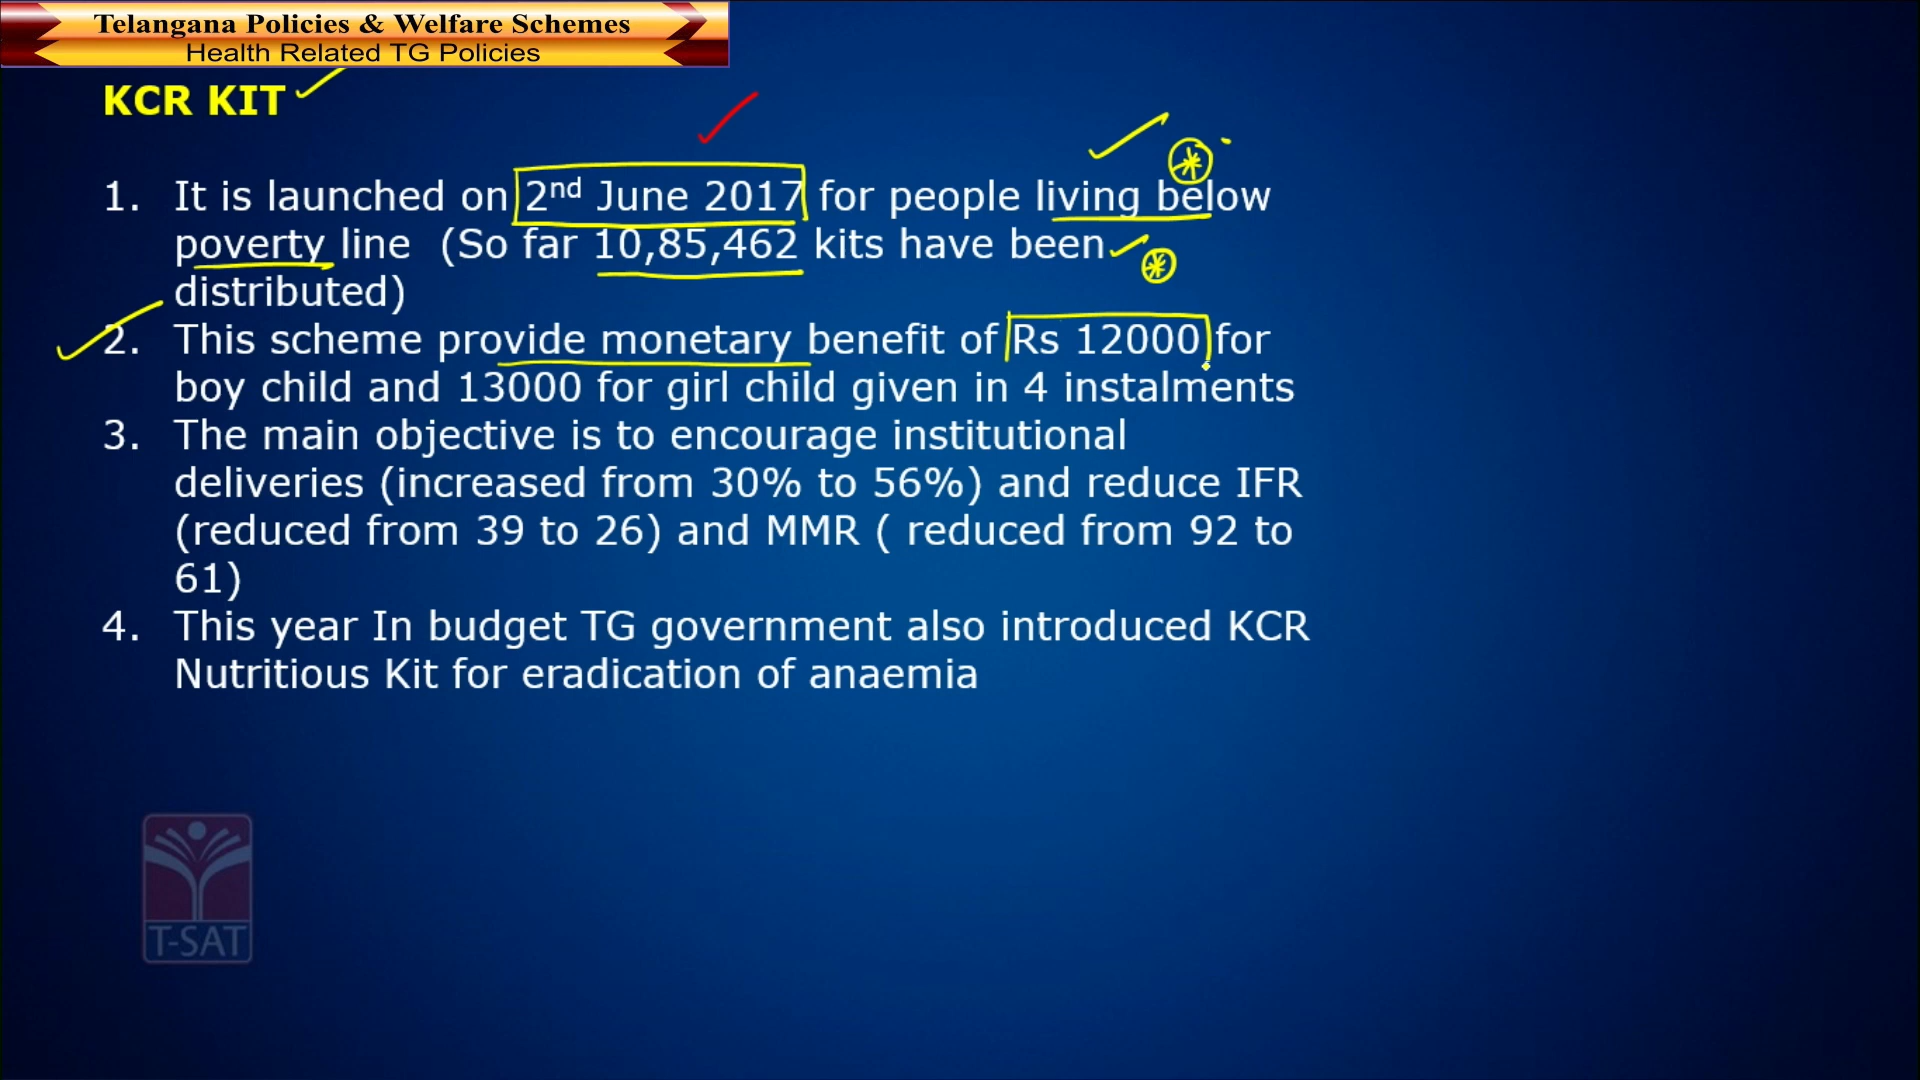 Telangana Policies & Welfare Schemes
Health Related TG Policies
KCR KIT
1. It is launched on 2nd June 2017 for people living below
poverty line (So far 10,85,462 kits have been
distributed)
2. This scheme provide monetary benefit of Rs 12000 for
boy child and 13000 for girl child given in 4 instalments
3. The main objective is to encourage institutional
deliveries (increased from 30% to 56%) and reduce IFR
(reduced from 39 to 26) and MMR ( reduced from 92 to
61)
4. This year In budget TG government also introduced KCR
Nutritious Kit for eradication of anaemia
T-SAT